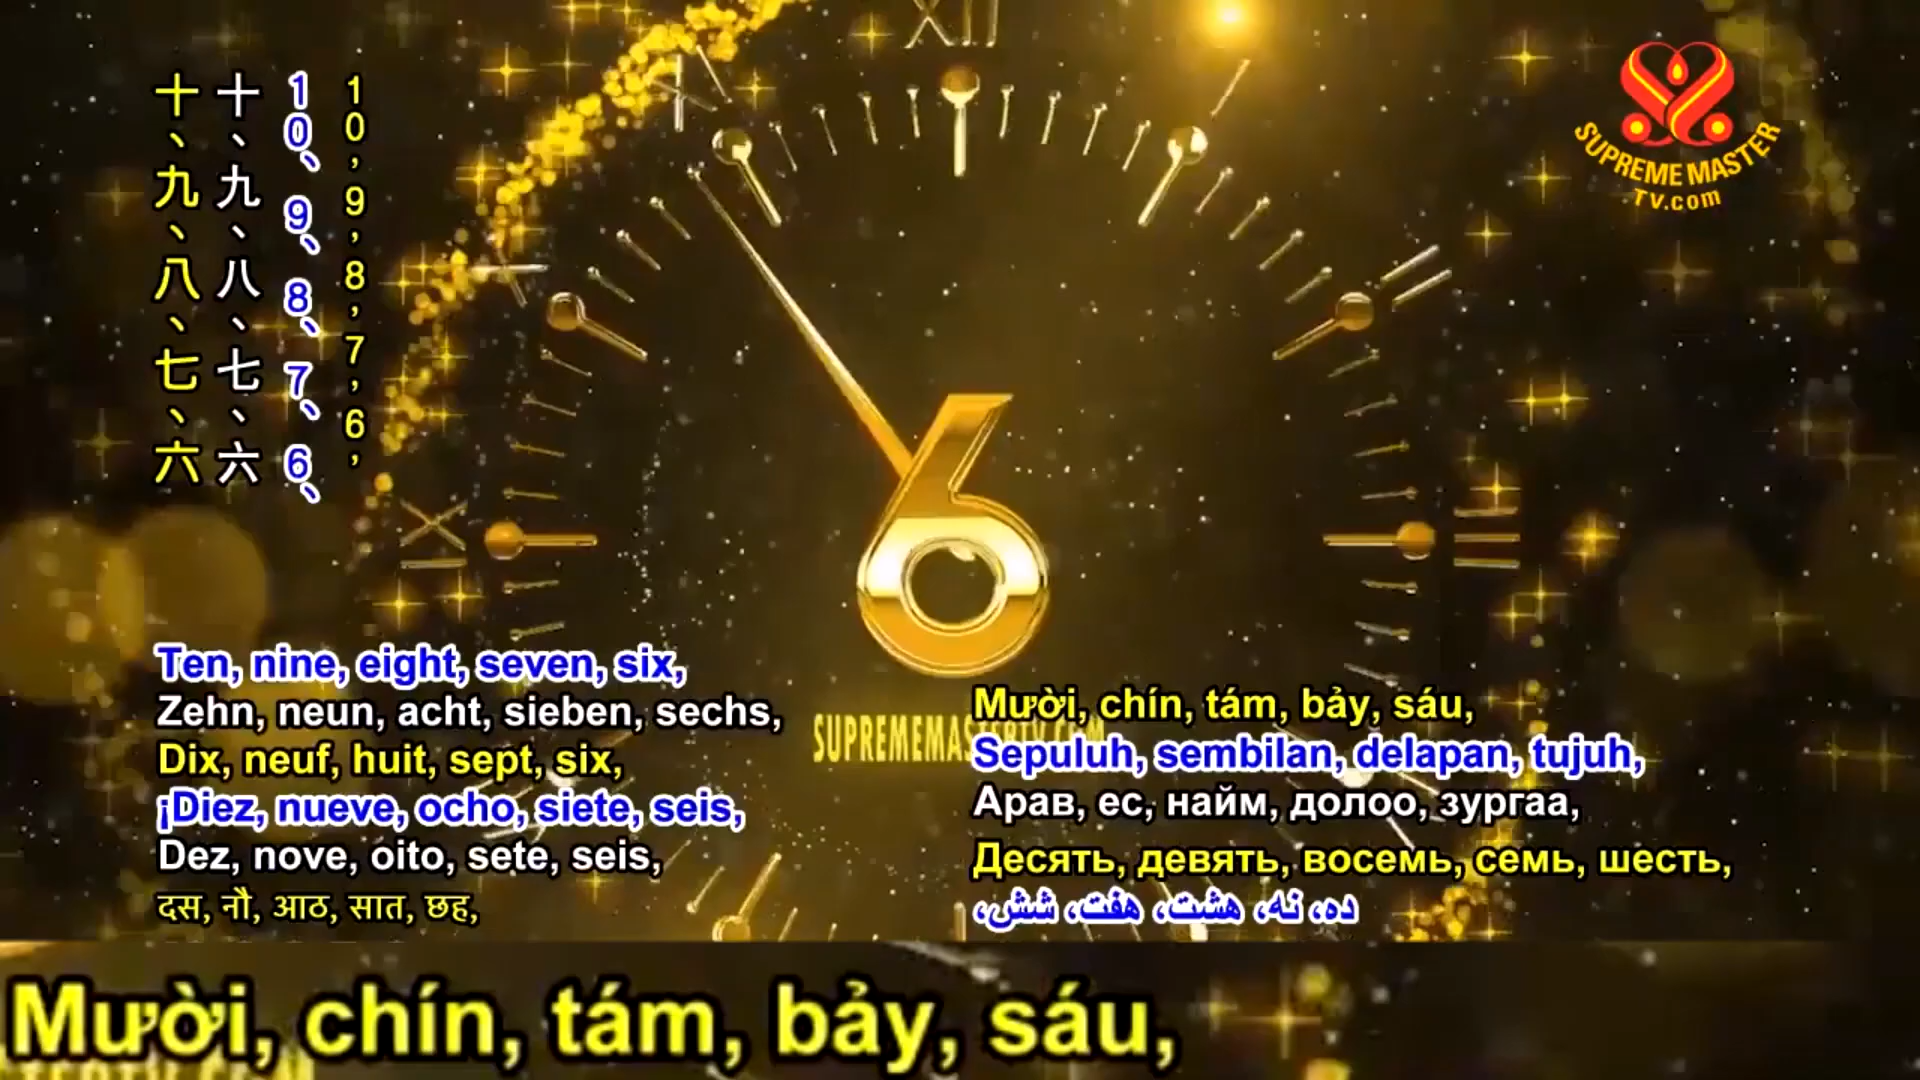 十、九、八、七、六
十、九、八、七、六
10、9、8、7、6、
10,9,8,7,6,
XII
SUPREME MASTER
TV.com
6
Ten, nine, eight, seven, six,
Zehn, neun, acht, sieben, sechs,
Dix, neuf, huit, sept, six,
¡Diez, nueve, ocho, siete, seis,
Dez, nove, oito, sete, seis,
दस, नौ, आठ, सात, छह,
SUPREMEMASTERTV.COM
Mười, chín, tám, bảy, sáu,
Sepuluh, sembilan, delapan, tujuh,
Арав, ес, найм, долоо, зургаа,
Десять, девять, восемь, семь, шесть,
ده، نه، هشت، هفت، شش،
Mười, chín, tám, bảy, sáu,